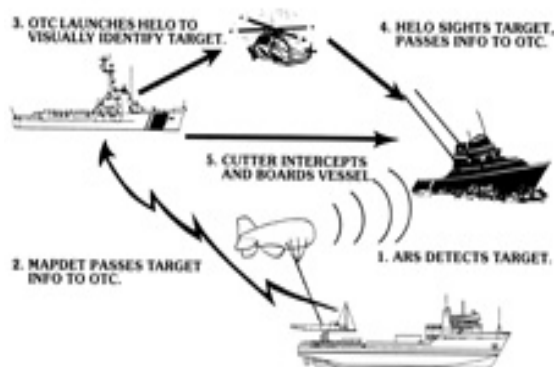 3. OTC LAUNCHES HELO TO
VISUALLY IDENTIFY TARGET.
4. HELO SIGHTS TARGET,
PASSES INFO TO OTC.
5. CUTTER INTERCEPTS
AND BOARDS VESSEL
2. MAPDET PASSES TARGET
INFO TO OTC.
1. ARS DETECTS TARGET.